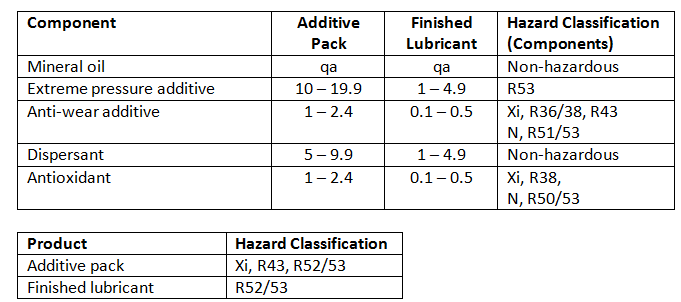 Component Additive Pack Finished Lubricant Hazard Classification (Components)
Mineral oil qa qa Non-hazardous
Extreme pressure additive 10 – 19.9 1 – 4.9 R53
Anti-wear additive 1 – 2.4 0.1 – 0.5 Xi, R36/38, R43
N, R51/53
Dispersant 5 – 9.9 1 – 4.9 Non-hazardous
Antioxidant 1 – 2.4 0.1 – 0.5 Xi, R38,
N, R50/53
Product Hazard Classification
Additive pack Xi, R43, R52/53
Finished lubricant R52/53